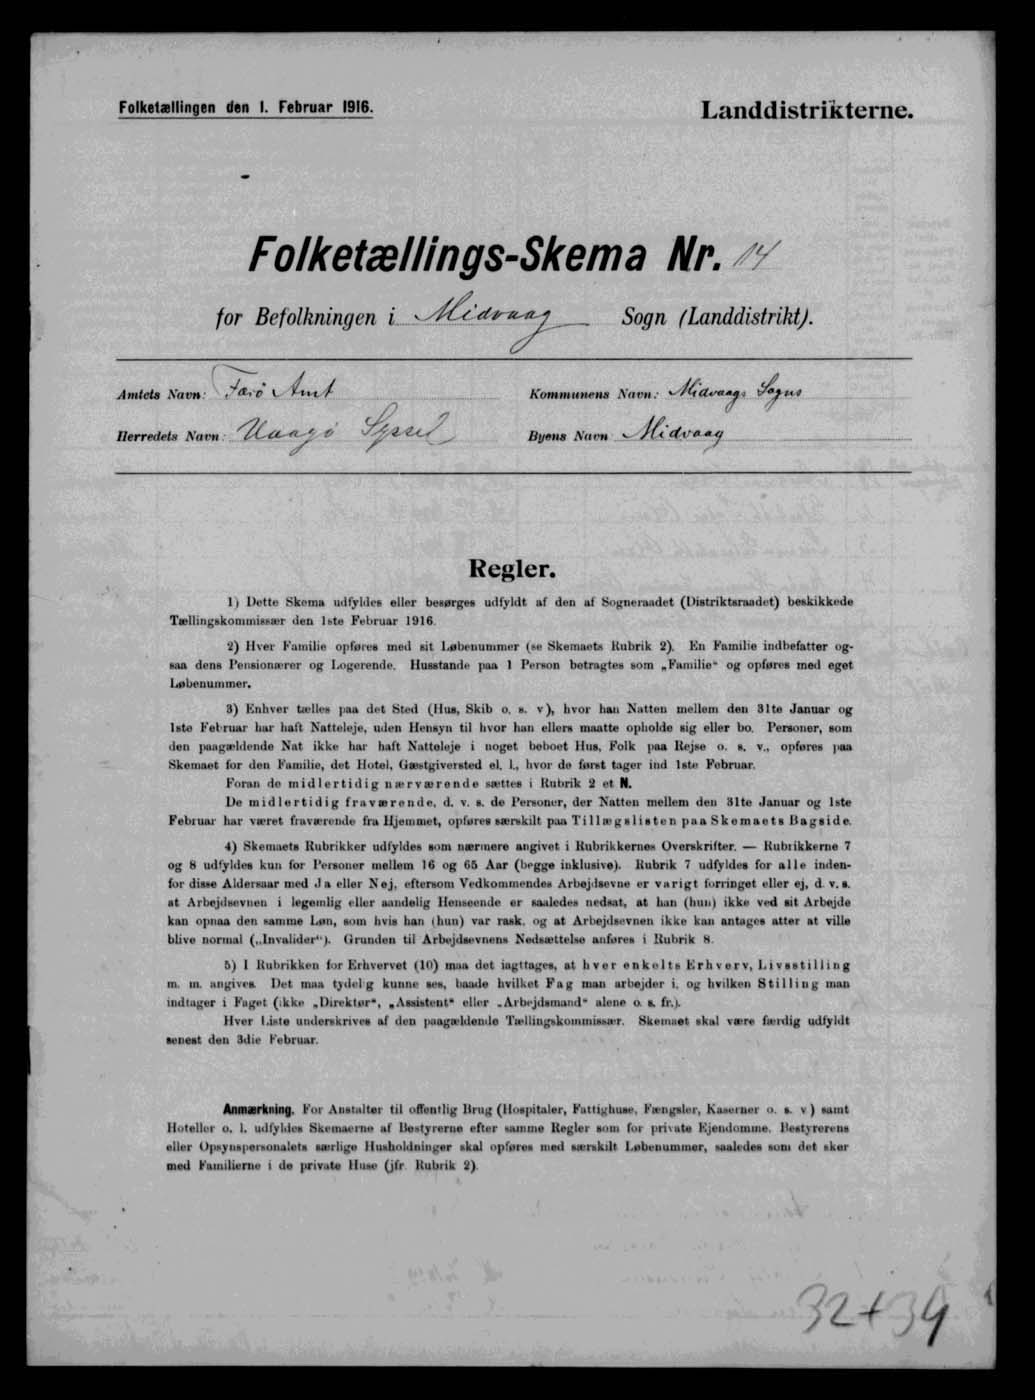 Folketællingen den 1. Februar 1916.
Landdistrikterne.
Folketællings-Skema Nr. 14
for Befolkningen i Midvaag Sogn (Landdistrikt).
Amtets Navn: Færø Amt
Kommunens Navn: Midvaags Sogns
Herredets Navn: Vaagø Syssel
Byens Navn Midvaag
Regler.
1) Dette Skema udfyldes eller besørges udfyldt af den af Sogneraadet (Distriktsraadet) beskikkede
Tællingskommissær den 1ste Februar 1916.
2) Hver Familie opføres med sit Løbenummer (se Skemaets Rubrik 2). En Familie indbefatter og-
saa dens Pensionærer og Logerende. Husstande paa 1 Person betragtes som „Familie“ og opføres med eget
Løbenummer.
3) Enhver tælles paa det Sted (Hus, Skib o. s. v), hvor han Natten mellem den 31te Januar og
1ste Februar har haft Natteleje, uden Hensyn til hvor han ellers maatte opholde sig eller bo. Personer, som
den paagældende Nat ikke har haft Natteleje i noget beboet Hus, Folk paa Rejse o. s. v., opføres paa
Skemaet for den Familie, det Hotel, Gæstgiversted el. l., hvor de først tager ind 1ste Februar.
Foran de midlertidig nærværende sættes i Rubrik 2 et N.
De midlertidig fraværende, d. v. s. de Personer, der Natten mellem den 31te Januar og 1ste
Februar har været fraværende fra Hjemmet, opføres særskilt paa Tillægslisten paa Skemaets Bagside.
4) Skemaets Rubrikker udfyldes som nærmere angivet i Rubrikkernes Overskrifter. — Rubrikkerne 7
og 8 udfyldes kun for Personer mellem 16 og 65 Aar (begge inklusive). Rubrik 7 udfyldes for alle inden-
for disse Aldersaar med Ja eller Nej, eftersom Vedkommendes Arbejdsevne er varigt forringet eller ej, d. v. s.
at Arbejdsevnen i legemlig eller aandelig Henseende er saaledes nedsat, at han (hun) ikke ved sit Arbejde
kan opnaa den samme Løn, som hvis han (hun) var rask, og at Arbejdsevnen ikke kan antages atter at ville
blive normal („Invalider“). Grunden til Arbejdsevnens Nedsættelse anføres i Rubrik 8.
5) I Rubrikken for Erhvervet (10) maa det iagttages, at hver enkelts Erhverv, Livsstilling
m. m. angives. Det maa tydelig kunne ses, baade hvilket Fag man arbejder i, og hvilken Stilling man
indtager i Faget (ikke „Direktør“, „Assistent“ eller „Arbejdsmand“ alene o. s. fr.).
Hver Liste underskrives af den paagældende Tællingskommissær. Skemaet skal være færdig udfyldt
senest den 3die Februar.
Anmærkning. For Anstalter til offentlig Brug (Hospitaler, Fattighuse, Fængsler, Kaserner o. s. v) samt
Hoteller o. l. udfyldes Skemaerne af Bestyrerne efter samme Regler som for private Ejendomme. Bestyrerens
eller Opsynspersonalets særlige Husholdninger skal opføres med særskilt Løbenummer, saaledes som det sker
med Familierne i de private Huse (jfr. Rubrik 2).
32+39